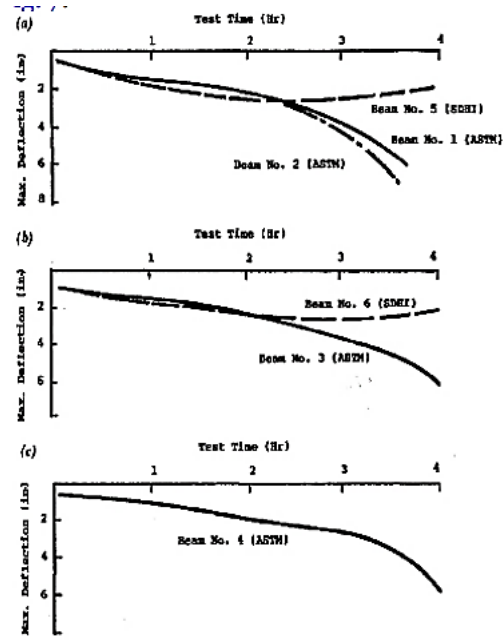 (a)
Test Time (Hr)
1 2 3 4
Max. Deflection (in)
2
4
6
8
Beam No. 5 (SDHI)
Beam No. 1 (ASTM)
Beam No. 2 (ASTM)
(b)
Test Time (Hr)
1 2 3 4
Max. Deflection (in)
2
4
6
Beam No. 6 (SDHI)
Beam No. 3 (ASTM)
(c)
Test Time (Hr)
1 2 3 4
Max. Deflection (in)
2
4
6
Beam No. 4 (ASTM)